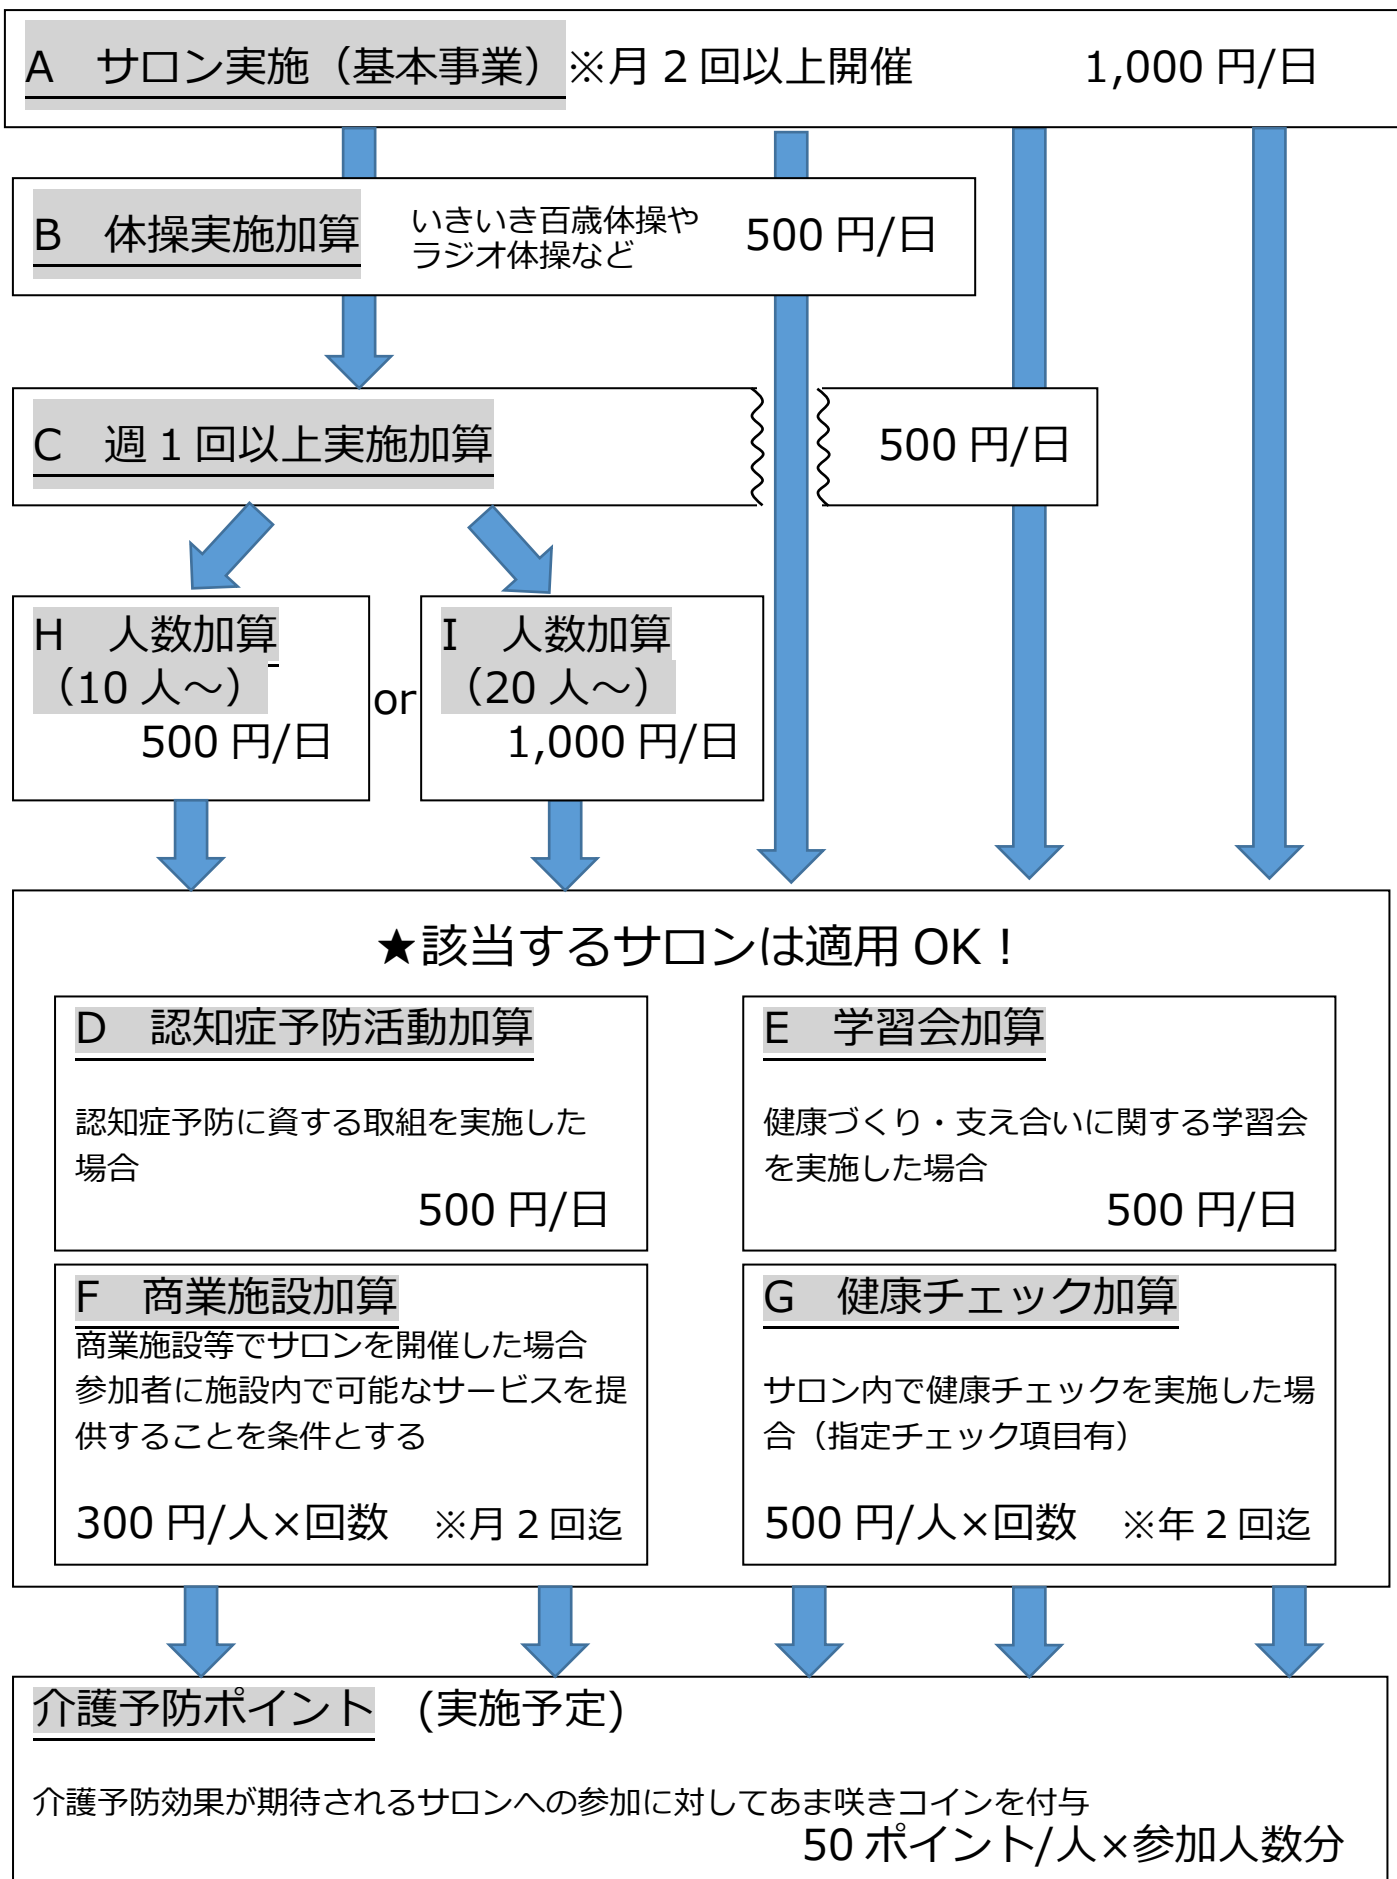 A　サロン実施（基本事業）※月２回以上開催　1,000 円/日
B　体操実施加算　いきいき百歳体操や
ラジオ体操など　500 円/日
C　週１回以上実施加算　500 円/日
H　人数加算
（10 人～）
500 円/日
or
I　人数加算
（20 人～）
1,000 円/日
★該当するサロンは適用 OK！
D　認知症予防活動加算
認知症予防に資する取組を実施した
場合
500 円/日
E　学習会加算
健康づくり・支え合いに関する学習会
を実施した場合
500 円/日
F　商業施設加算
商業施設等でサロンを開催した場合
参加者に施設内で可能なサービスを提
供することを条件とする
300 円/人×回数　※月２回迄
G　健康チェック加算
サロン内で健康チェックを実施した場
合（指定チェック項目有）
500 円/人×回数　※年２回迄
介護予防ポイント　(実施予定)
介護予防効果が期待されるサロンへの参加に対してあま咲きコインを付与
50 ポイント/人×参加人数分